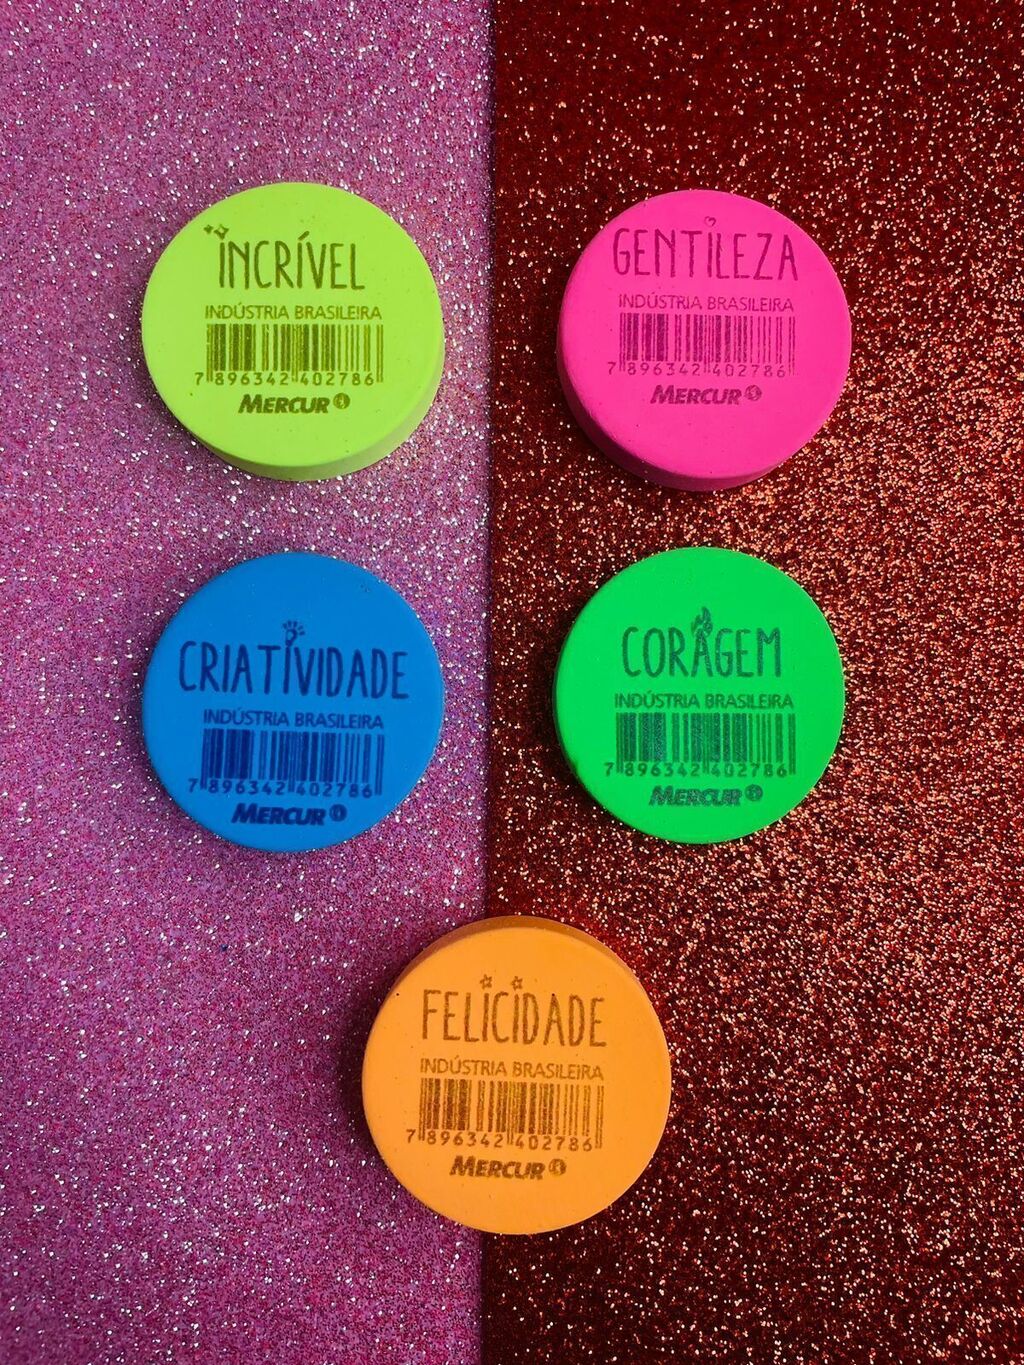 INCRÍVEL
INDÚSTRIA BRASILEIRA
7 896342 402786
MERCUR
GENTILEZA
INDÚSTRIA BRASILEIRA
7 896342 402786
MERCUR
CRIATIVIDADE
INDÚSTRIA BRASILEIRA
7 896342 402786
MERCUR
CORAGEM
INDÚSTRIA BRASILEIRA
7 896342 402786
MERCUR
FELICIDADE
INDÚSTRIA BRASILEIRA
7 896342 402786
MERCUR